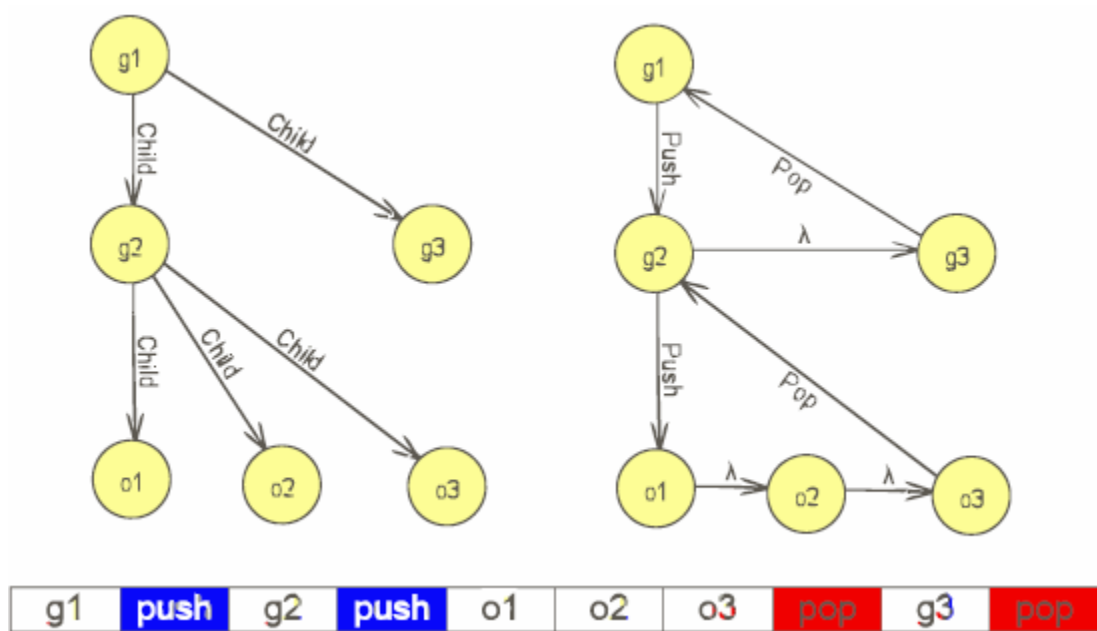 g1
g1
Child
Child
Push
Pop
g2
g3
g2
λ
g3
Child
Child
Child
Push
Pop
o1
o2
o3
o1
λ
o2
λ
o3
g1 push g2 push o1 o2 o3 pop g3 pop